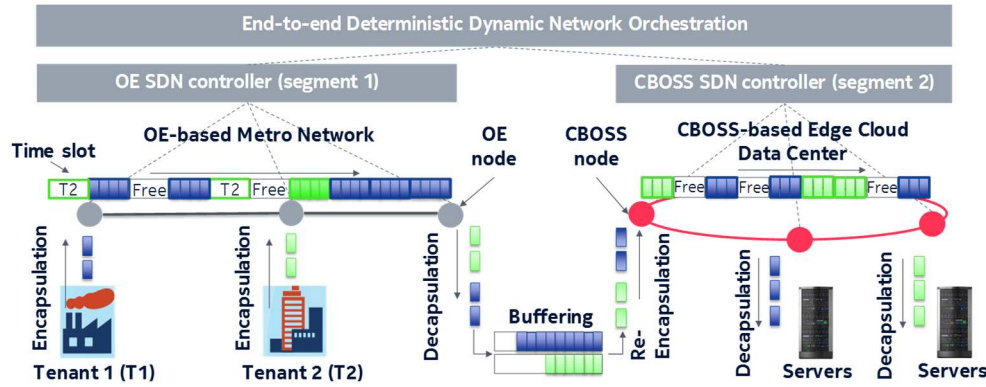 End-to-end Deterministic Dynamic Network Orchestration
OE SDN controller (segment 1)
CBOSS SDN controller (segment 2)
OE-based Metro Network
OE
node
CBOSS
node
CBOSS-based Edge Cloud
Data Center
Time slot
T2
Free
T2
Free
Free
Free
Free
Encapsulation
Encapsulation
Decapsulation
Buffering
Re-
Encapsulation
Decapsulation
Decapsulation
Tenant 1 (T1)
Tenant 2 (T2)
Servers
Servers